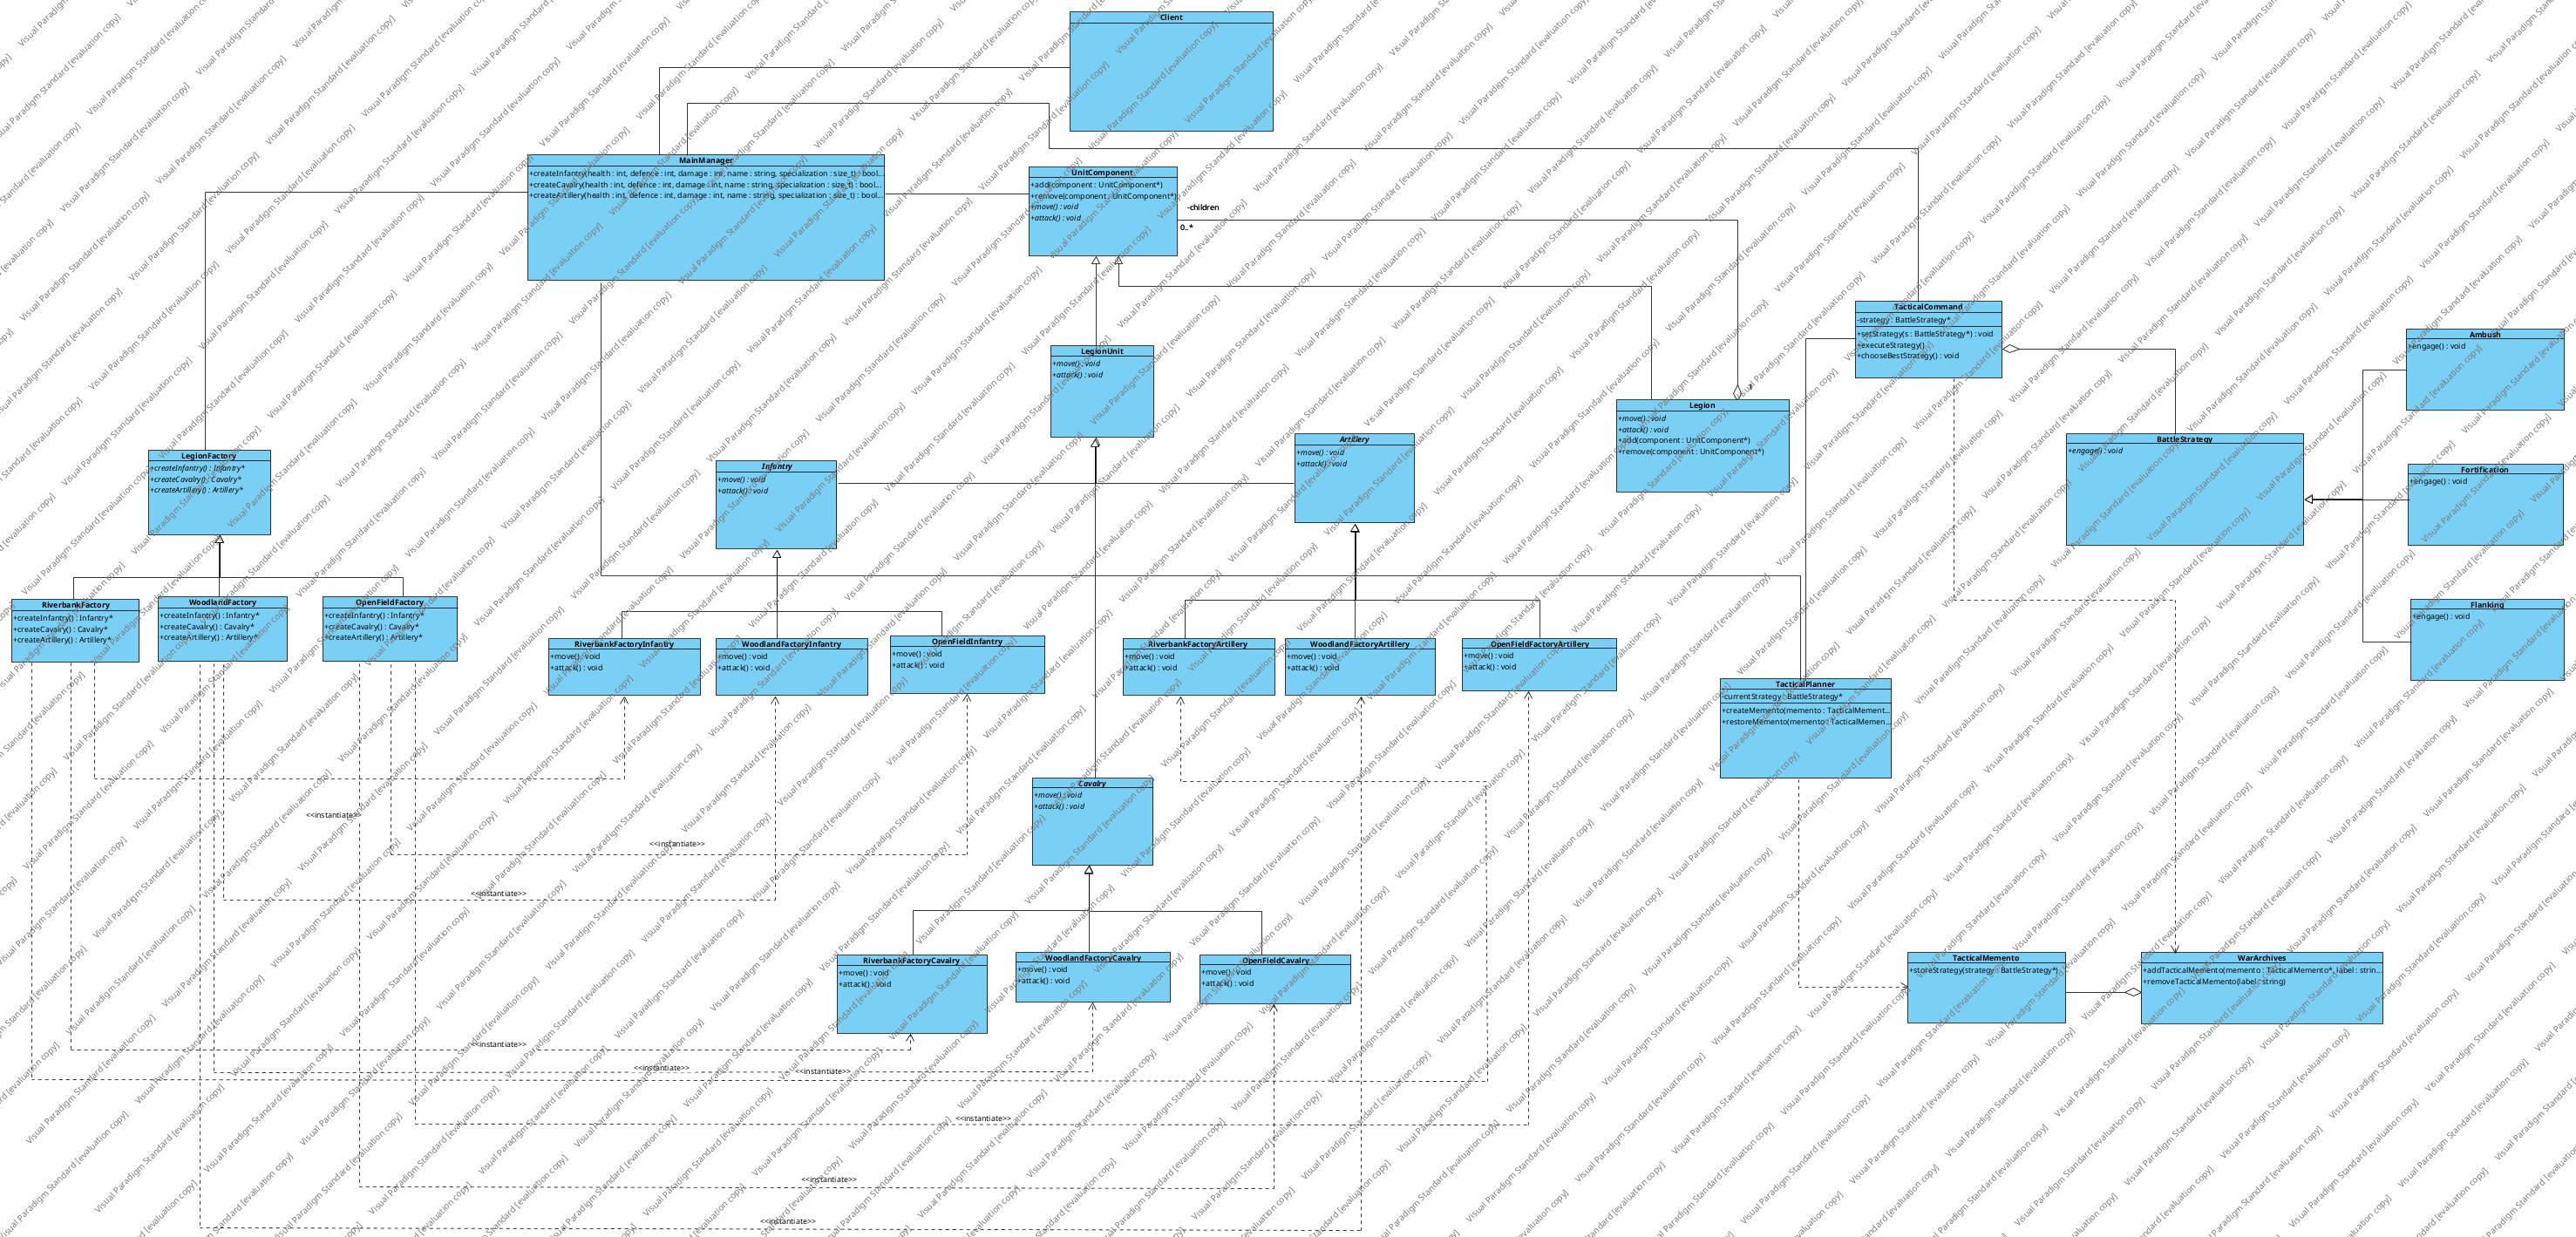 Client
MainManager
+createInfantry(health : int, defence : int, damage : int, name : string, specialization : size_t) : bool...
+createCavalry(health : int, defence : int, damage : int, name : string, specialization : size_t) : bool...
+createArtillery(health : int, defence : int, damage : int, name : string, specialization : size_t) : bool...
UnitComponent
+add(component : UnitComponent*)
+remove(component : UnitComponent*)
+move() : void
+attack() : void
-children
0..*
TacticalCommand
-strategy : BattleStrategy*
+setStrategy(s : BattleStrategy*) : void
+executeStrategy()
+chooseBestStrategy() : void
Ambush
+engage() : void
LegionUnit
+move() : void
+attack() : void
Legion
+move() : void
+attack() : void
+add(component : UnitComponent*)
+remove(component : UnitComponent*)
BattleStrategy
+engage() : void
Fortification
+engage() : void
Flanking
+engage() : void
LegionFactory
+createInfantry() : Infantry*
+createCavalry() : Cavalry*
+createArtillery() : Artillery*
Infantry
+move() : void
+attack() : void
Artillery
+move() : void
+attack() : void
RiverbankFactory
+createInfantry() : Infantry*
+createCavalry() : Cavalry*
+createArtillery() : Artillery*
WoodlandFactory
+createInfantry() : Infantry*
+createCavalry() : Cavalry*
+createArtillery() : Artillery*
OpenFieldFactory
+createInfantry() : Infantry*
+createCavalry() : Cavalry*
+createArtillery() : Artillery*
RiverbankFactoryInfantry
+move() : void
+attack() : void
WoodlandFactoryInfantry
+move() : void
+attack() : void
OpenFieldInfantry
+move() : void
+attack() : void
RiverbankFactoryArtillery
+move() : void
+attack() : void
WoodlandFactoryArtillery
+move() : void
+attack() : void
OpenFieldFactoryArtillery
+move() : void
+attack() : void
TacticalPlanner
-currentStrategy : BattleStrategy*
+createMemento(memento : TacticalMement...
+restoreMemento(memento : TacticalMemen...
Cavalry
+move() : void
+attack() : void
<<instantiate>>
<<instantiate>>
<<instantiate>>
RiverbankFactoryCavalry
+move() : void
+attack() : void
WoodlandFactoryCavalry
+move() : void
+attack() : void
OpenFieldCavalry
+move() : void
+attack() : void
TacticalMemento
+storeStrategy(strategy : BattleStrategy*)
WarArchives
+addTacticalMemento(memento : TacticalMemento*, label : strin...
+removeTacticalMemento(label : string)
<<instantiate>>
<<instantiate>>
<<instantiate>>
<<instantiate>>
<<instantiate>>
<<instantiate>>
Visual Paradigm Standard [evaluation copy]